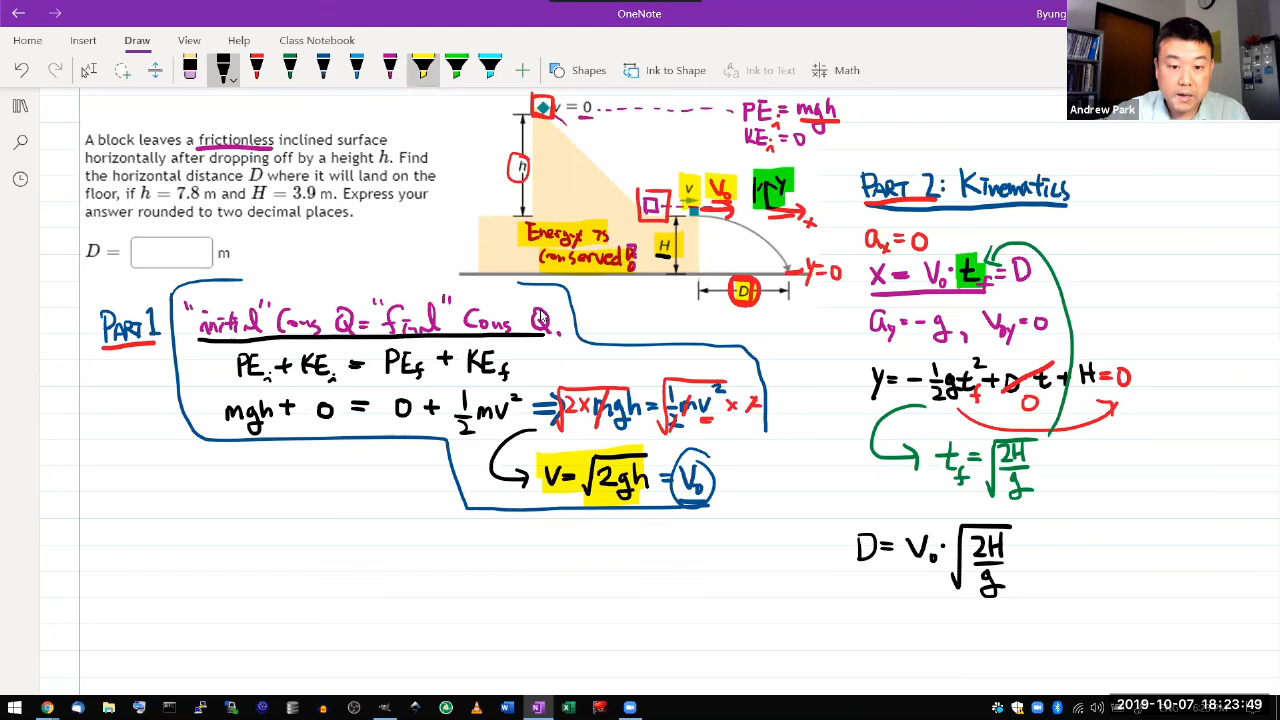 OneNote
Byung
Home Insert Draw View Help Class Notebook
Shapes Ink to Shape Ink to Text Math
Andrew Park
A block leaves a frictionless inclined surface
horizontally after dropping off by a height h. Find
the horizontal distance D where it will land on the
floor, if h = 7.8 m and H = 3.9 m. Express your
answer rounded to two decimal places.
D = m
v = 0
PEi = mgh
KEi = 0
h
v V₀ Y
x
H
Energy is
conserved
Y=0
D
PART 1
"initial" Cons Q = "final" Cons Q.
PEi + KEi = PEf + KEf
mgh + 0 = 0 + 1/2 mv² ⇒ √2×mgh = √1/2 mv² × 2
V = √2gh = V₀
PART 2: Kinematics
ax = 0
X = V₀·tf = D
ay = -g, V₀y = 0
Y = -1/2 gtf² + 0·t + H = 0
0
tf = √2H/g
D = V₀·√2H/g
2019-10-07 18:23:49